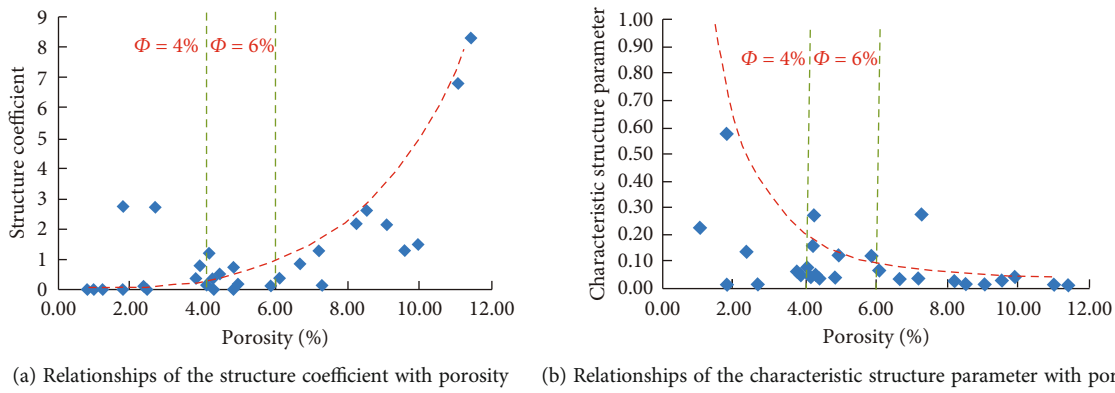 9
8
7
6
5
4
3
2
1
0
Structure coefficient
Φ = 4% Φ = 6%
0.00 2.00 4.00 6.00 8.00 10.00 12.00
Porosity (%)
(a) Relationships of the structure coefficient with porosity
1.00
0.90
0.80
0.70
0.60
0.50
0.40
0.30
0.20
0.10
0.00
Characteristic structure parameter
Φ = 4% Φ = 6%
0.00 2.00 4.00 6.00 8.00 10.00 12.00
Porosity (%)
(b) Relationships of the characteristic structure parameter with por